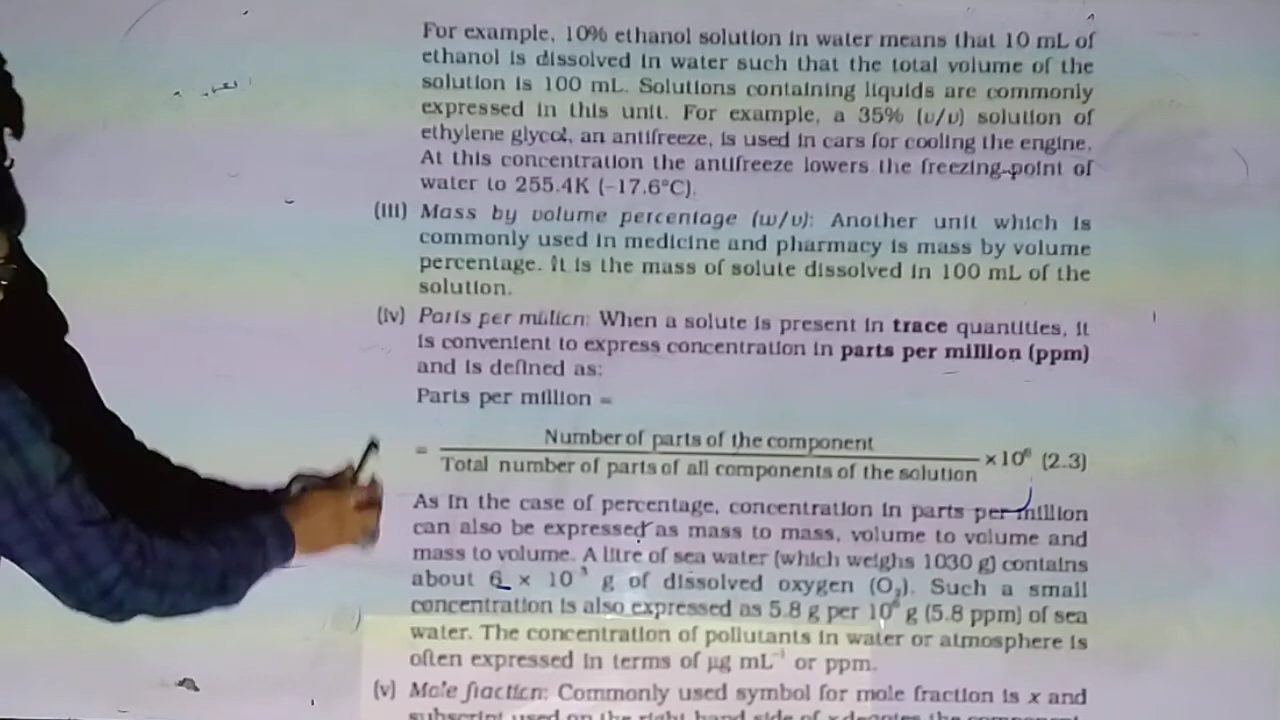 For example, 10% ethanol solution in water means that 10 mL of
ethanol is dissolved in water such that the total volume of the
solution is 100 mL. Solutions containing liquids are commonly
expressed in this unit. For example, a 35% (v/v) solution of
ethylene glycol, an antifreeze, is used in cars for cooling the engine.
At this concentration the antifreeze lowers the freezing point of
water to 255.4K (–17.6°C).
(iii) Mass by volume percentage (w/v): Another unit which is
commonly used in medicine and pharmacy is mass by volume
percentage. It is the mass of solute dissolved in 100 mL of the
solution.
(iv) Parts per million: When a solute is present in trace quantities, it
is convenient to express concentration in parts per million (ppm)
and is defined as:
Parts per million =
= Number of parts of the component
Total number of parts of all components of the solution ×10⁶ (2.3)
As in the case of percentage, concentration in parts per million
can also be expressed as mass to mass, volume to volume and
mass to volume. A litre of sea water (which weighs 1030 g) contains
about 6 × 10⁻³ g of dissolved oxygen (O₂). Such a small
concentration is also expressed as 5.8 g per 10⁶ g (5.8 ppm) of sea
water. The concentration of pollutants in water or atmosphere is
often expressed in terms of μg mL⁻¹ or ppm.
(v) Mole fraction: Commonly used symbol for mole fraction is x and
subscript used on the right hand side of x denotes the component